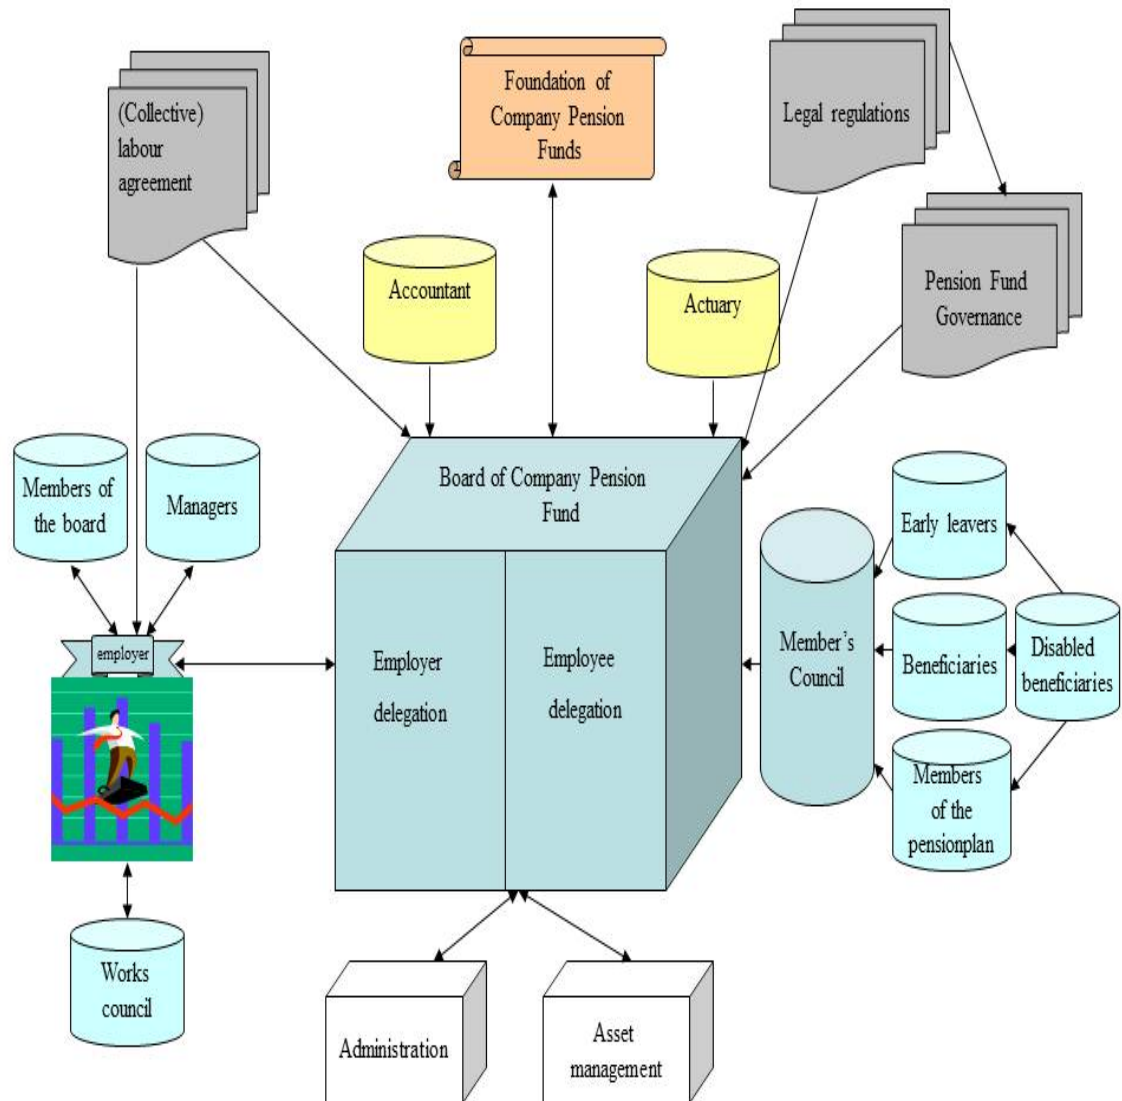 (Collective)
labour
agreement
Foundation of
Company Pension
Funds
Legal regulations
Accountant
Actuary
Pension Fund
Governance
Members of
the board
Managers
Board of Company Pension
Fund
Early leavers
employer
Employer
delegation
Employee
delegation
Member's
Council
Beneficiaries
Disabled
beneficiaries
Members
of the
pensionplan
Works
council
Administration
Asset
management